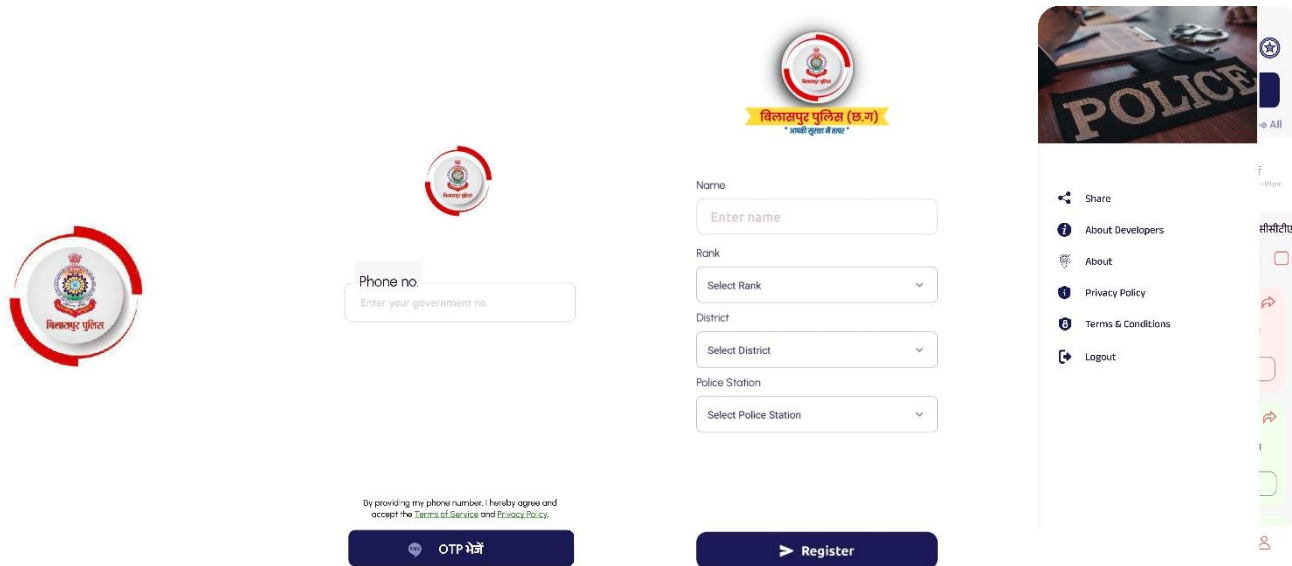 बिलासपुर पुलिस
बिलासपुर पुलिस
Phone no.
Enter your government no.
By providing my phone number, I hereby agree and
accept the Terms of Service and Privacy Policy.
OTP भेजें
बिलासपुर पुलिस
बिलासपुर पुलिस (छ.ग)
" आपकी सुरक्षा में तत्पर "
Name
Enter name
Rank
Select Rank
District
Select District
Police Station
Select Police Station
Register
POLICE
Share
About Developers
About
Privacy Policy
Terms & Conditions
Logout
All
सीसीटीए